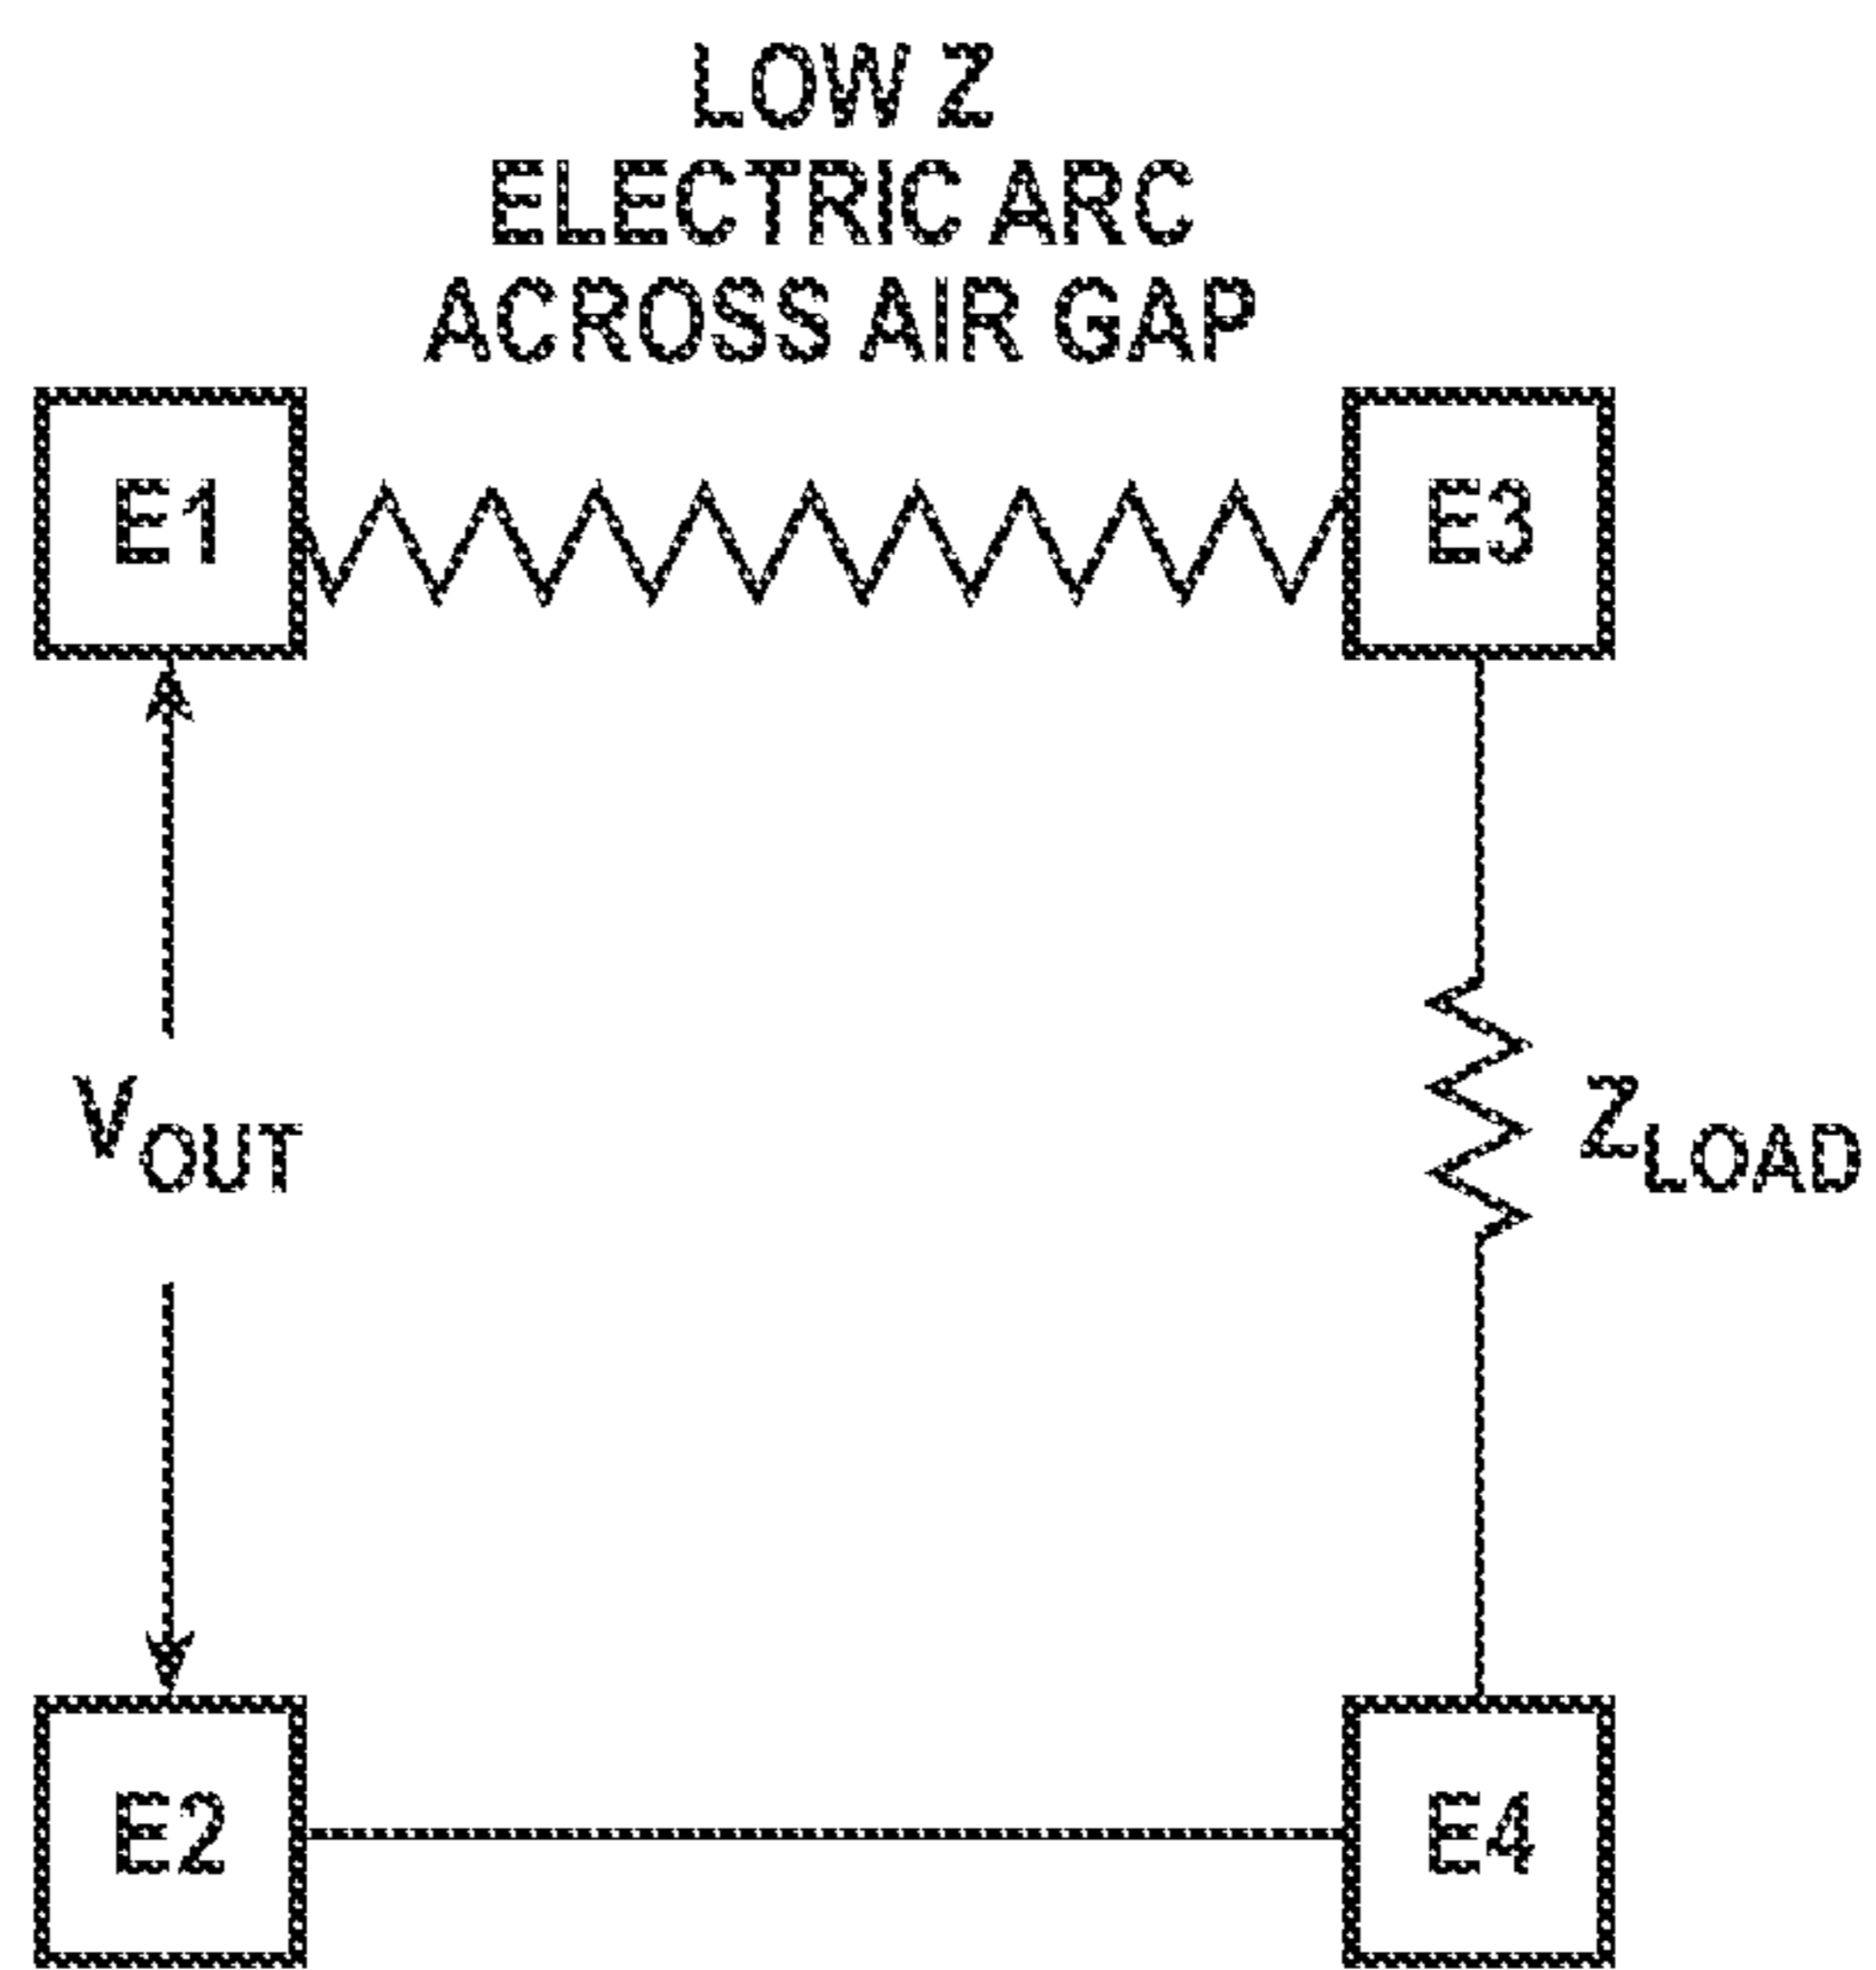 LOW Z
ELECTRIC ARC
ACROSS AIR GAP
E1
E3
VOUT
ZLOAD
E2
E4